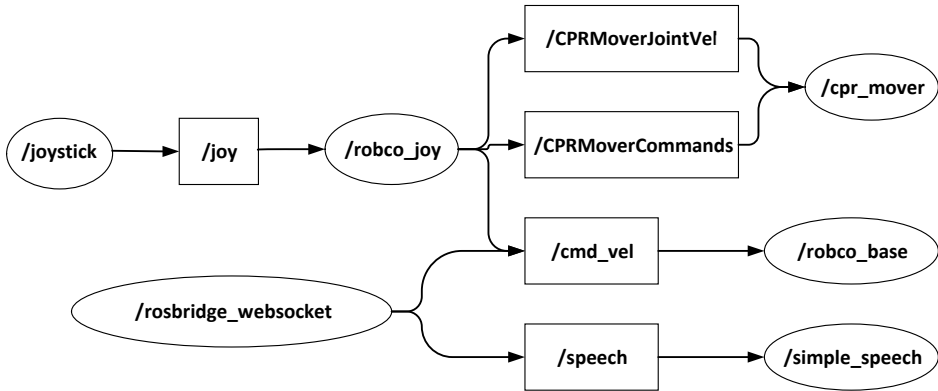 /CPRMoverJointVel
/cpr_mover
/joystick
/joy
/robco_joy
/CPRMoverCommands
/cmd_vel
/robco_base
/rosbridge_websocket
/speech
/simple_speech